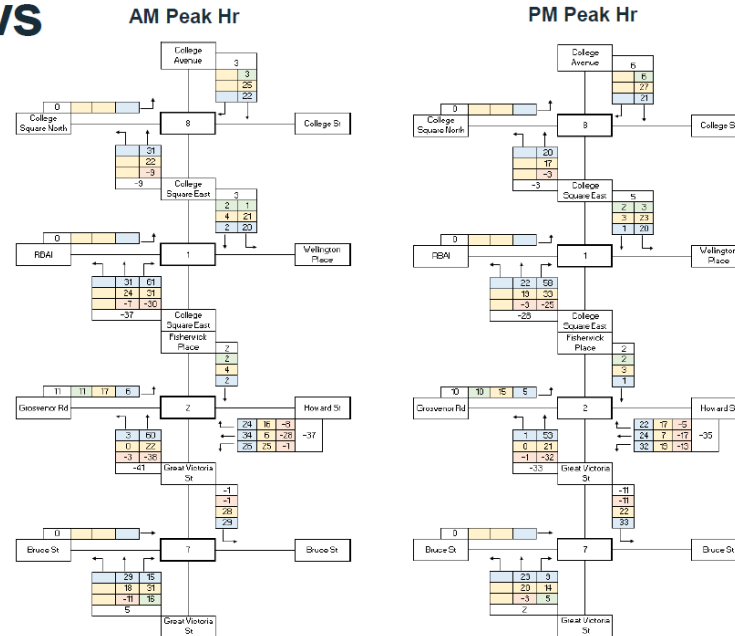 ws
AM Peak Hr
PM Peak Hr
College
Avenue
3
3
25
22
0
College
Square North
8
College St
31
22
-9
-9
College
Square East
3
2 1
4 21
2 20
0
RBAI
1
Wellington
Place
31 61
24 31
-7 -30
-37
College
Square East
Fisherwick
Place
2
2
4
2
11 11 17 6
Grosvenor Rd
2
Howard St
24 16 -8
34 6 -28 -37
26 25 -1
3 60
0 22
-3 -38
-41
Great Victoria
St
-1
-1
28
29
0
Bruce St
7
Bruce St
29 15
18 31
-11 16
5
Great Victoria
St
College
Avenue
6
6
27
21
0
College
Square North
8
College S
20
17
-3
-3
College
Square East
5
2 3
3 23
1 20
0
RBAI
1
Wellington
Place
22 58
19 33
-3 -25
-28
College
Square East
Fisherwick
Place
2
2
3
1
10 10 15 5
Grosvenor Rd
2
Howard S
22 17 -5
24 7 -17 -35
32 19 -13
1 53
0 21
-1 -32
-33
Great Victoria
St
-11
-11
22
33
0
Bruce St
7
Bruce St
23 9
20 14
-3 5
2
Great Victoria
St